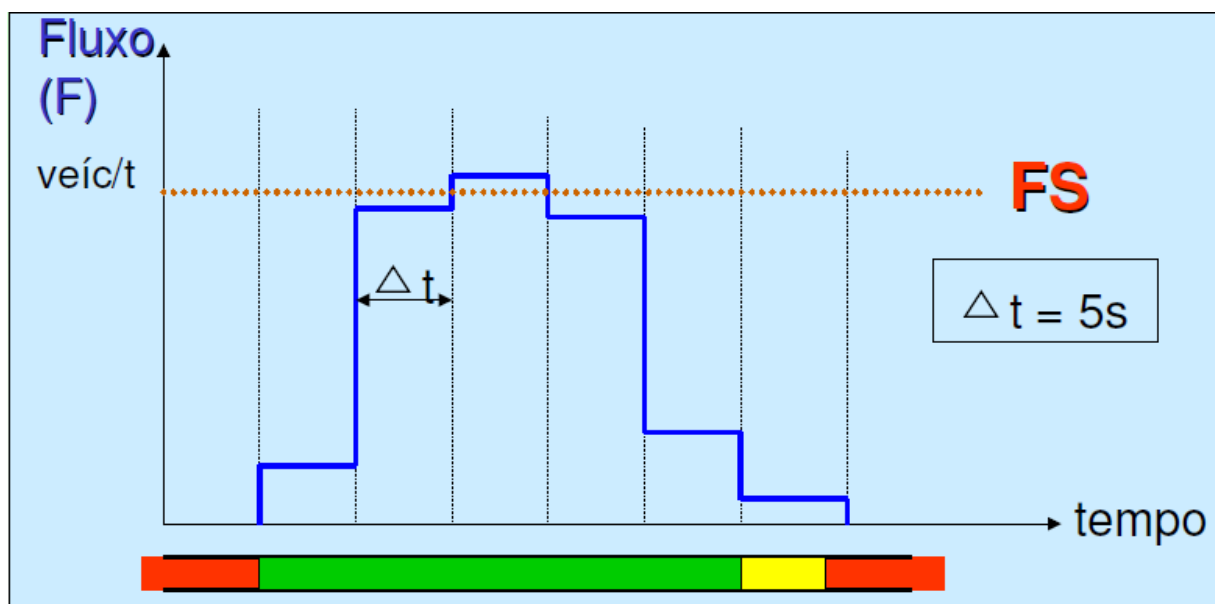 Fluxo
(F)
veíc/t
FS
△ t
△ t = 5s
tempo